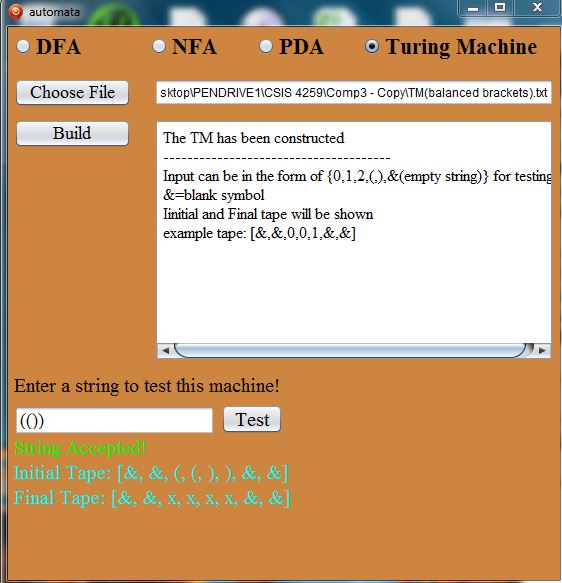 automata
DFA NFA PDA Turing Machine
Choose File sktop\PENDRIVE1\CSIS 4259\Comp3 - Copy\TM(balanced brackets).txt
Build
The TM has been constructed
--------------------------------------
Input can be in the form of {0,1,2,(,),&(empty string)} for testing
&=blank symbol
Iinitial and Final tape will be shown
example tape: [&,&,0,0,1,&,&]
Enter a string to test this machine!
(()) Test
String Accepted!
Initial Tape: [&, &, (, (, ), ), &, &]
Final Tape: [&, &, x, x, x, x, &, &]